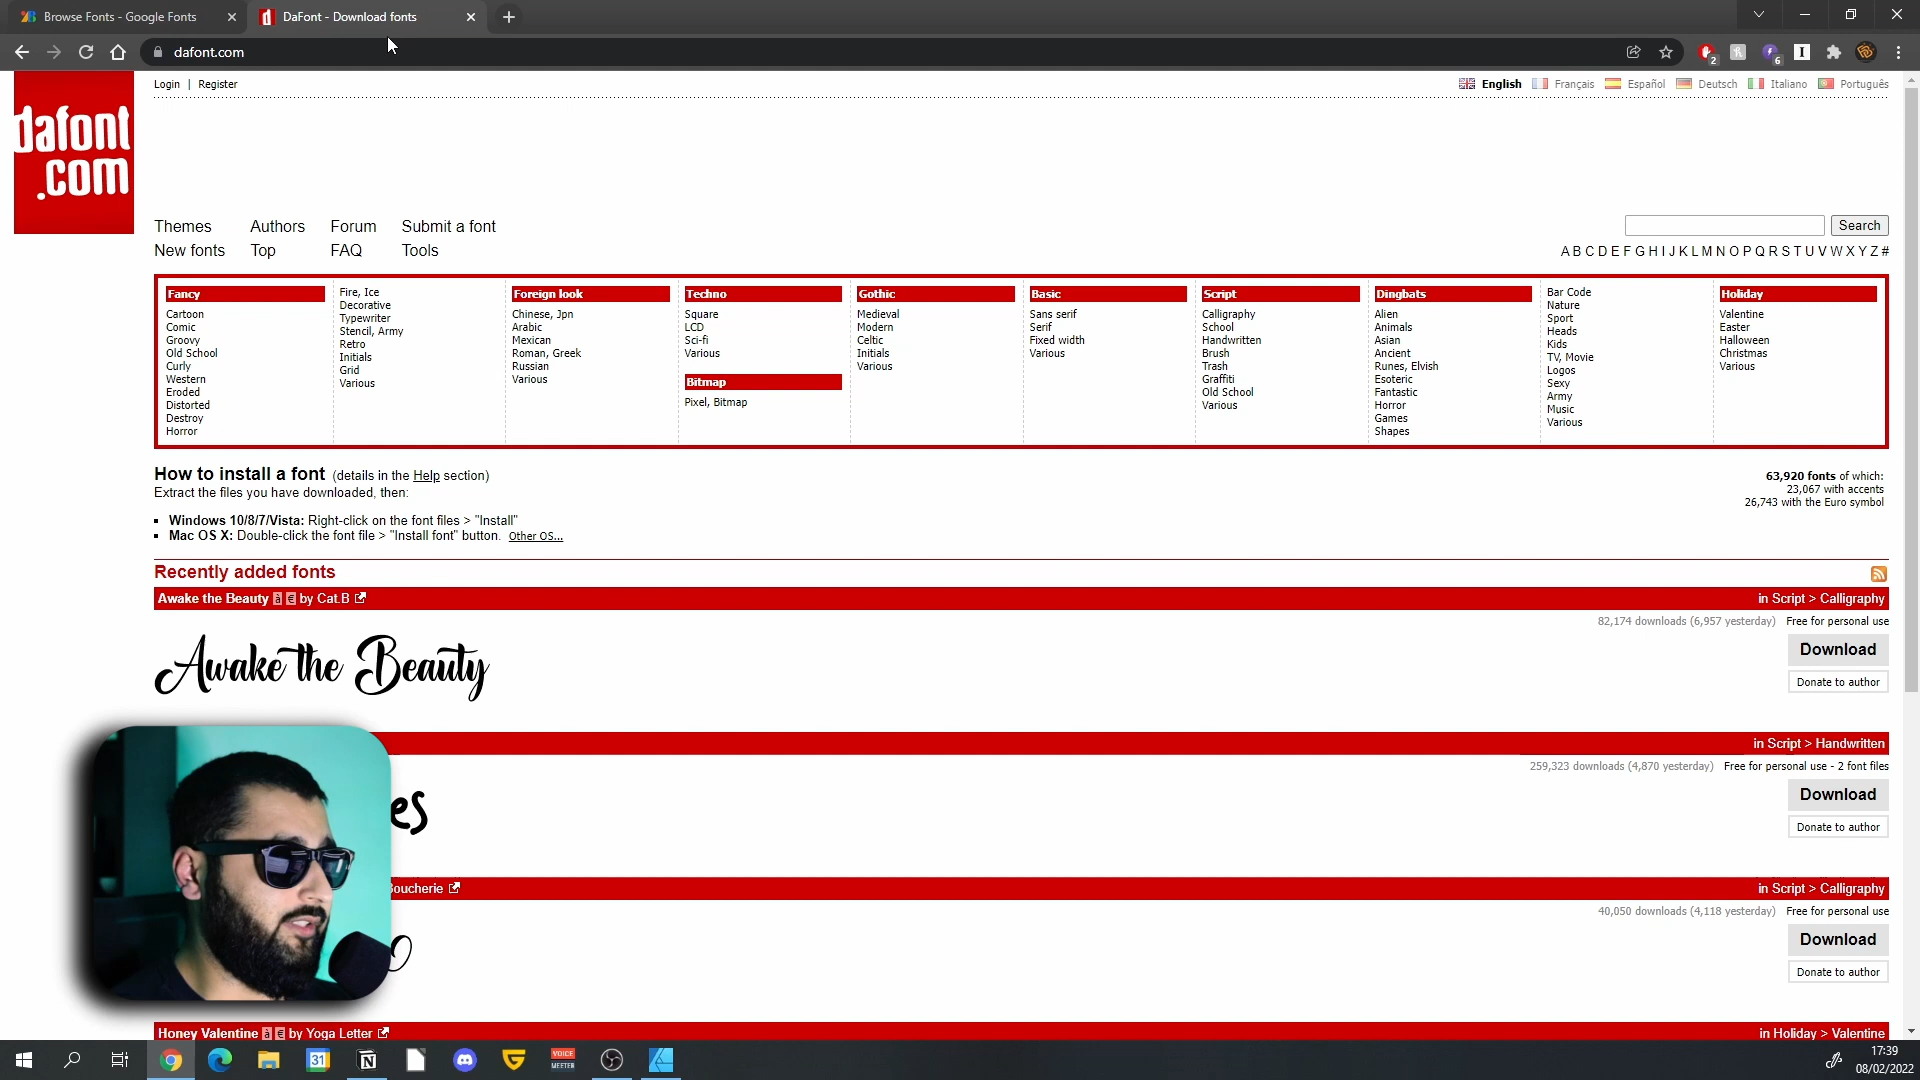 Browse Fonts - Google Fonts
DaFont - Download fonts
dafont.com
2
6
Login | Register
English Français Español Deutsch Italiano Português
dafont
.com
Themes Authors Forum Submit a font
New fonts Top FAQ Tools
Search
A B C D E F G H I J K L M N O P Q R S T U V W X Y Z #
Fancy
Cartoon
Comic
Groovy
Old School
Curly
Western
Eroded
Distorted
Destroy
Horror
Fire, Ice
Decorative
Typewriter
Stencil, Army
Retro
Initials
Grid
Various
Foreign look
Chinese, Jpn
Arabic
Mexican
Roman, Greek
Russian
Various
Techno
Square
LCD
Sci-fi
Various
Bitmap
Pixel, Bitmap
Gothic
Medieval
Modern
Celtic
Initials
Various
Basic
Sans serif
Serif
Fixed width
Various
Script
Calligraphy
School
Handwritten
Brush
Trash
Graffiti
Old School
Various
Dingbats
Alien
Animals
Asian
Ancient
Runes, Elvish
Esoteric
Fantastic
Horror
Games
Shapes
Bar Code
Nature
Sport
Heads
Kids
TV, Movie
Logos
Sexy
Army
Music
Various
Holiday
Valentine
Easter
Halloween
Christmas
Various
How to install a font (details in the Help section)
Extract the files you have downloaded, then:
Windows 10/8/7/Vista: Right-click on the font files > "Install"
Mac OS X: Double-click the font file > "Install font" button. Other OS...
63,920 fonts of which:
23,067 with accents
26,743 with the Euro symbol
Recently added fonts
Awake the Beauty à € by Cat.B in Script > Calligraphy
82,174 downloads (6,957 yesterday) Free for personal use
Awake the Beauty
Download
Donate to author
in Script > Handwritten
259,323 downloads (4,870 yesterday) Free for personal use - 2 font files
es
Download
Donate to author
Boucherie in Script > Calligraphy
40,050 downloads (4,118 yesterday) Free for personal use
Download
Donate to author
Honey Valentine à € by Yoga Letter in Holiday > Valentine
31
VOICE
MEETER
17:39
08/02/2022